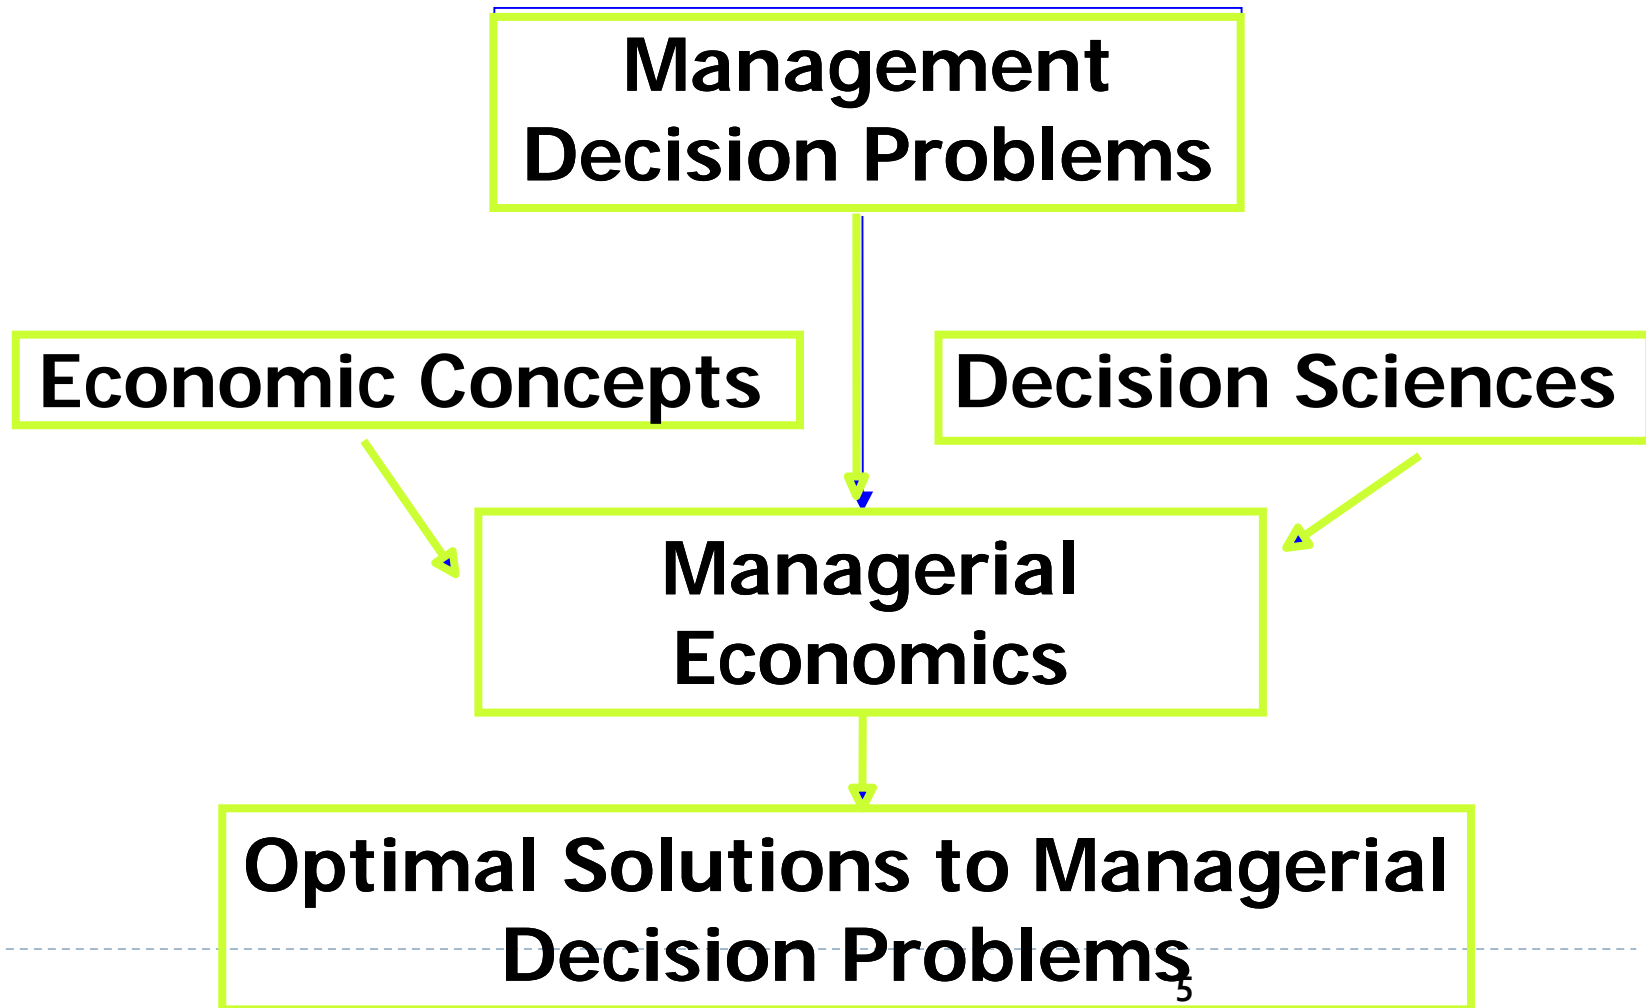 Management
Decision Problems
Economic Concepts
Decision Sciences
Managerial
Economics
Optimal Solutions to Managerial
Decision Problems
5